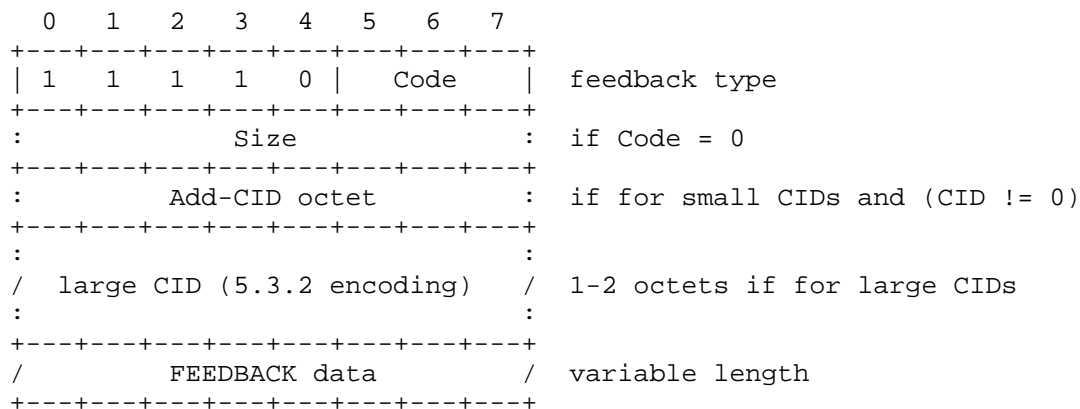 0   1   2   3   4   5   6   7
+---+---+---+---+---+---+---+---+
| 1   1   1   1   0 |   Code    |  feedback type
+---+---+---+---+---+---+---+---+
:             Size              :  if Code = 0
+---+---+---+---+---+---+---+---+
:         Add-CID octet         :  if for small CIDs and (CID != 0)
+---+---+---+---+---+---+---+---+
:                               :
/  large CID (5.3.2 encoding)   /  1-2 octets if for large CIDs
:                               :
+---+---+---+---+---+---+---+---+
/         FEEDBACK data         /  variable length
+---+---+---+---+---+---+---+---+